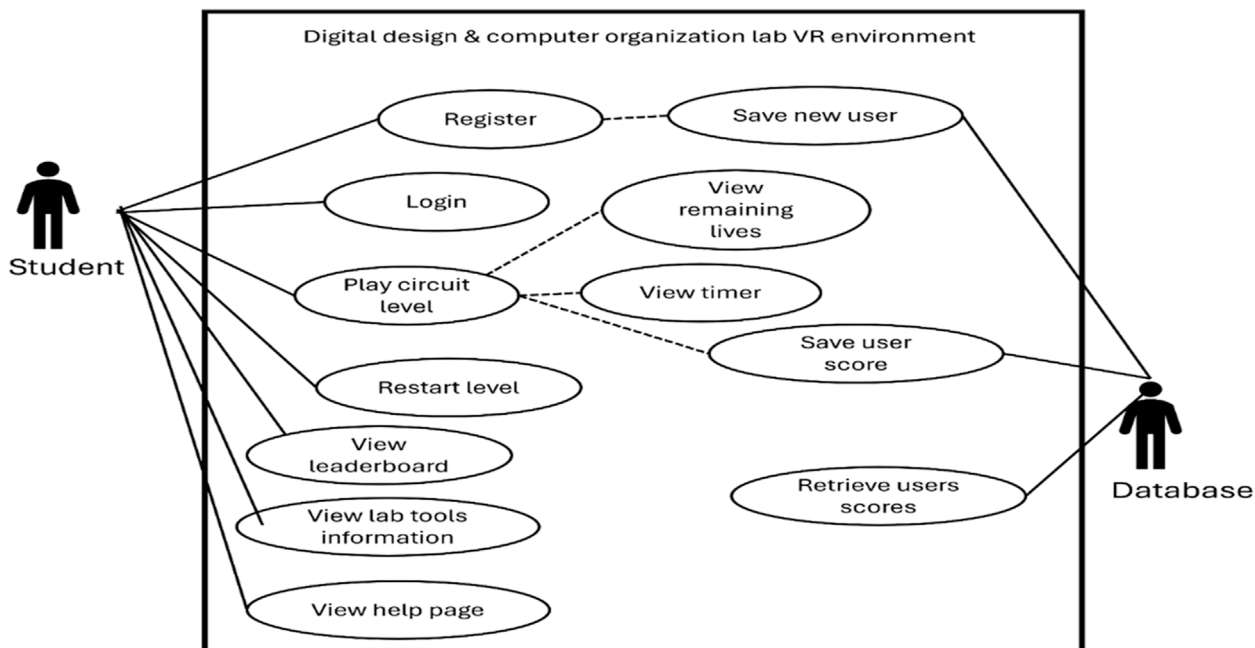 Digital design & computer organization lab VR environment
Register
Save new user
Login
View
remaining
lives
Student
Play circuit
level
View timer
Save user
score
Restart level
View
leaderboard
Retrieve users
scores
Database
View lab tools
information
View help page